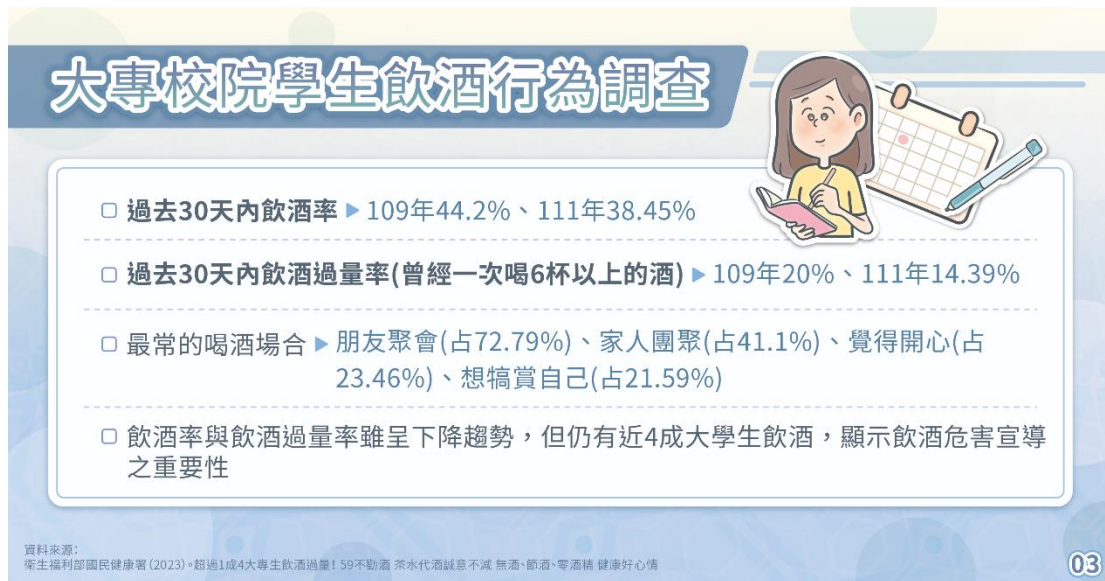 大專校院學生飲酒行為調查
過去30天內飲酒率▶109年44.2%、111年38.45%
過去30天內飲酒過量率(曾經一次喝6杯以上的酒)▶109年20%、111年14.39%
最常的喝酒場合▶朋友聚會(占72.79%)、家人團聚(占41.1%)、覺得開心(占
23.46%)、想犒賞自己(占21.59%)
飲酒率與飲酒過量率雖呈下降趨勢，但仍有近4成大學生飲酒，顯示飲酒危害宣導
之重要性
資料來源：
衛生福利部國民健康署(2023)。超過1成4大專生飲酒過量！59不勸酒 茶水代酒誠意不減 無酒、節酒、零酒精 健康好心情
03